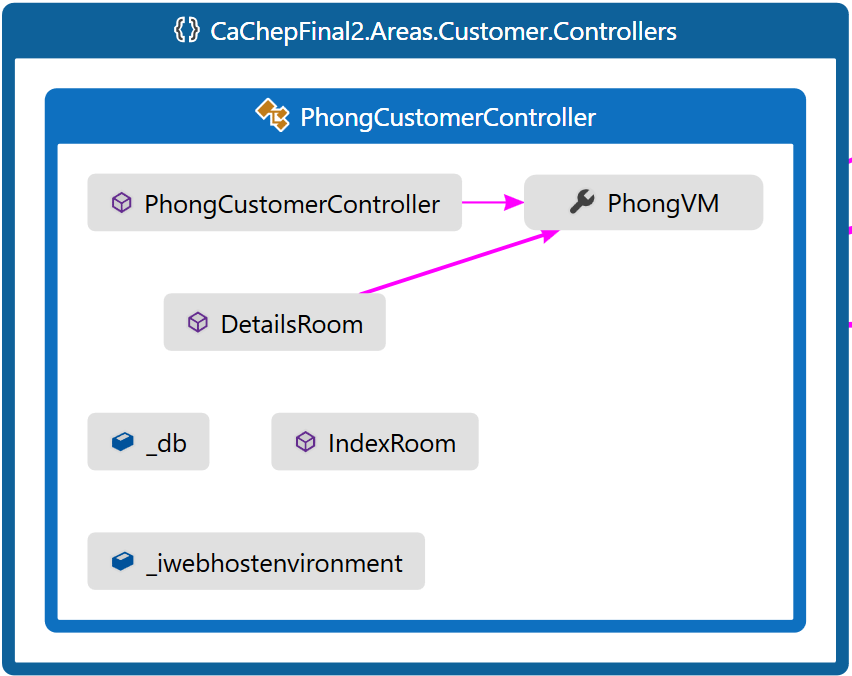 CaChepFinal2.Areas.Customer.Controllers
PhongCustomerController
PhongCustomerController
PhongVM
DetailsRoom
_db
IndexRoom
_iwebhostenvironment